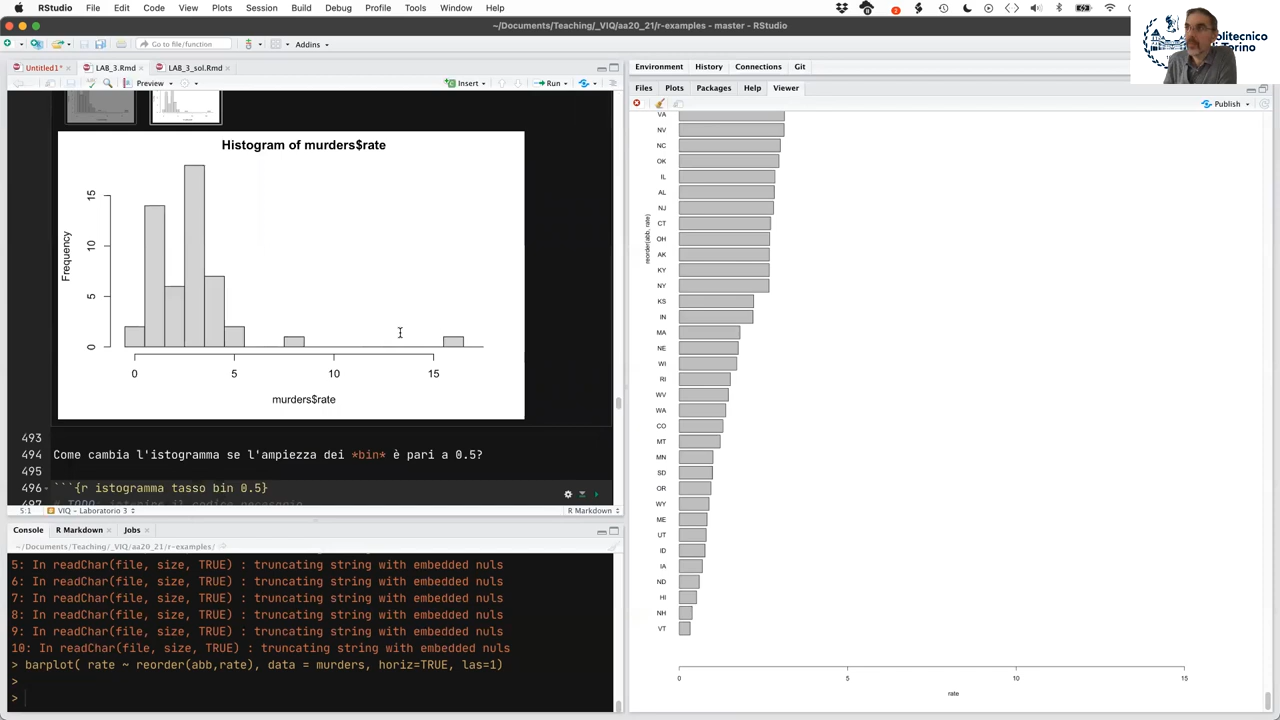 RStudio File Edit Code View Plots Session Build Debug Profile Tools Window Help
~/Documents/Teaching/_VIQ/aa20_21/r-examples - master - RStudio
Go to file/function Addins
Untitled1* LAB_3.Rmd LAB_3_sol.Rmd
Preview Insert Run
Histogram of murders$rate
Frequency
15
10
5
0
0 5 10 15
murders$rate
493
494 Come cambia l'istogramma se l'ampiezza dei *bin* è pari a 0.5?
495
496 ```{r istogramma tasso bin 0.5}
5:1 VIQ - Laboratorio 3 R Markdown
Console R Markdown Jobs
~/Documents/Teaching/_VIQ/aa20_21/r-examples/
5: In readChar(file, size, TRUE) : truncating string with embedded nuls
6: In readChar(file, size, TRUE) : truncating string with embedded nuls
7: In readChar(file, size, TRUE) : truncating string with embedded nuls
8: In readChar(file, size, TRUE) : truncating string with embedded nuls
9: In readChar(file, size, TRUE) : truncating string with embedded nuls
10: In readChar(file, size, TRUE) : truncating string with embedded nuls
> barplot( rate ~ reorder(abb,rate), data = murders, horiz=TRUE, las=1)
>
>
Environment History Connections Git
Files Plots Packages Help Viewer
Publish
reorder(abb, rate)
VA
NV
NC
OK
IL
AL
NJ
CT
OH
AK
KY
NY
KS
IN
MA
NE
WI
RI
WV
WA
CO
MT
MN
SD
OR
WY
ME
UT
ID
IA
ND
HI
NH
VT
0 5 10 15
rate
Politecnico
di Torino